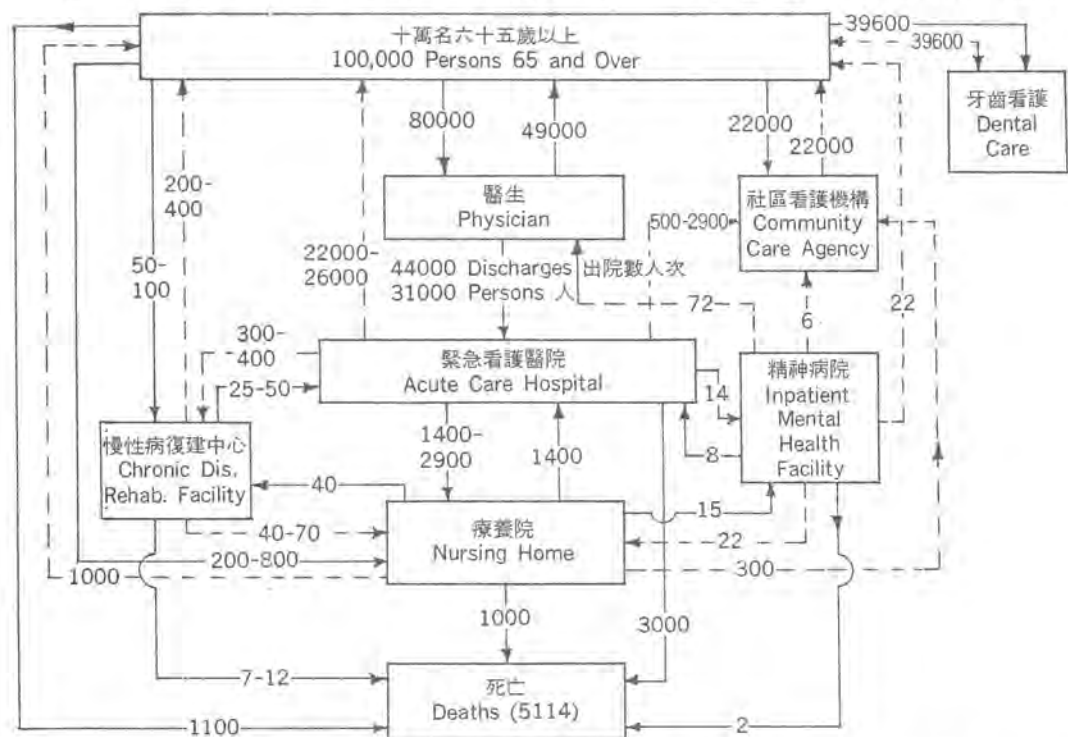 十萬名六十五歲以上
100,000 Persons 65 and Over
39600
39600
牙齒看護
Dental
Care
80000
49000
22000
22000
200-
400
醫生
Physician
社區看護機構
Community
Care Agency
500-2900
50-
100
22000-
26000
44000 Discharges 出院數人次
31000 Persons 人
72
6
22
300-
400
25-50
緊急看護醫院
Acute Care Hospital
14
8
精神病院
Inpatient
Mental
Health
Facility
慢性病復建中心
Chronic Dis.
Rehab. Facility
1400-
2900
1400
40
40-70
15
22
療養院
Nursing Home
200-800
1000
300
1000
3000
7-12
死亡
Deaths (5114)
1100
2